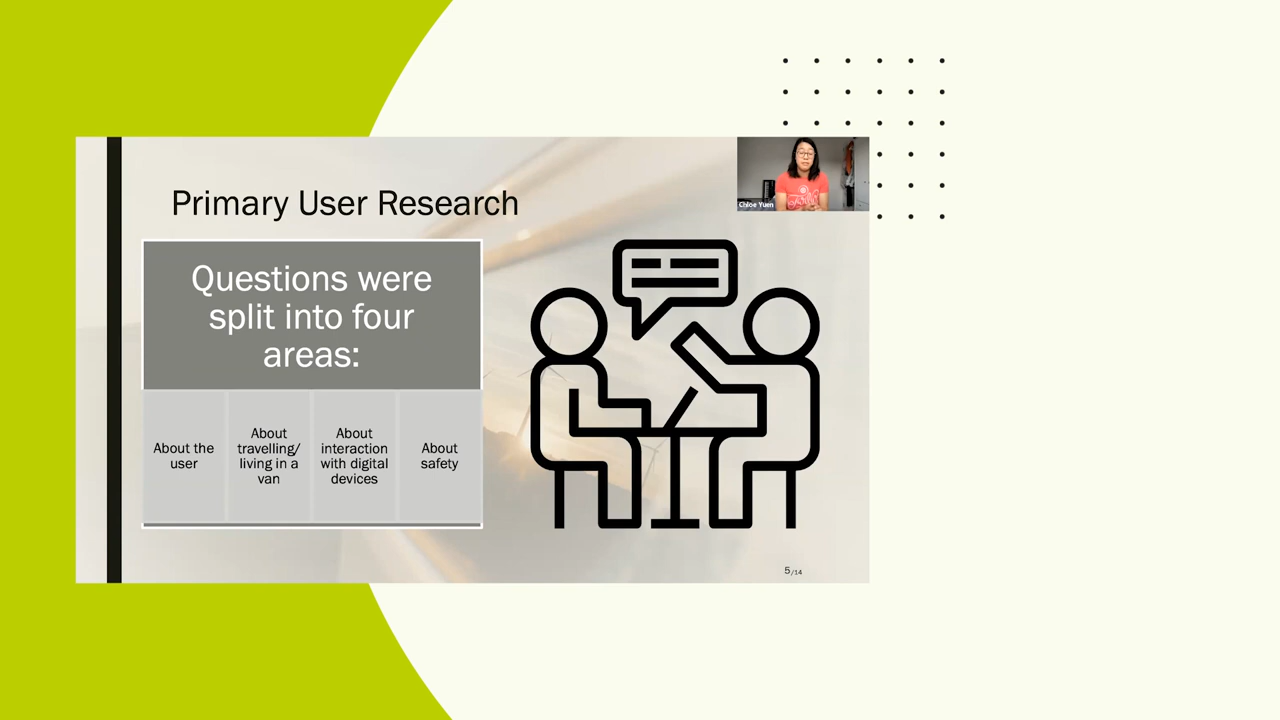 Primary User Research
Chloe Yuen
Questions were
split into four
areas:
About the
user
About
travelling/
living in a
van
About
interaction
with digital
devices
About
safety
5/14